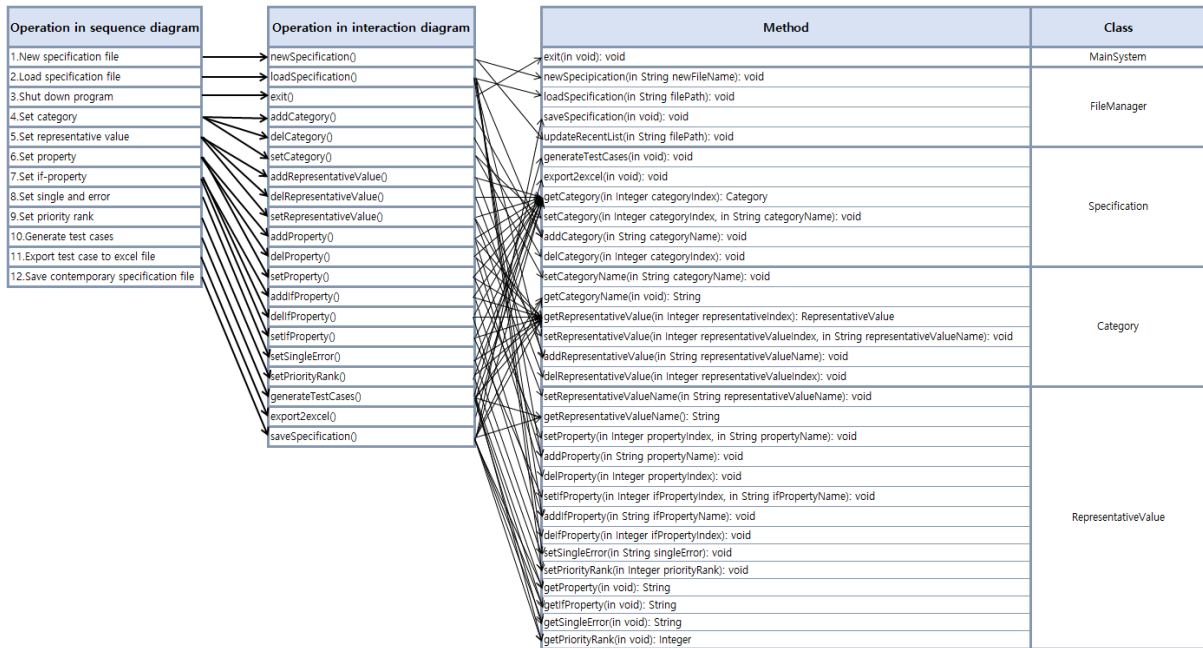 Operation in sequence diagram
1.New specification file
2.Load specification file
3.Shut down program
4.Set category
5.Set representative value
6.Set property
7.Set if-property
8.Set single and error
9.Set priority rank
10.Generate test cases
11.Export test case to excel file
12.Save contemporary specification file
Operation in interaction diagram
newSpecification()
loadSpecification()
exit()
addCategory()
delCategory()
setCategory()
addRepresentativeValue()
delRepresentativeValue()
setRepresentativeValue()
addProperty()
delProperty()
setProperty()
addIfProperty()
delIfProperty()
setIfProperty()
setSingleError()
setPriorityRank()
generateTestCases()
export2excel()
saveSpecification()
Method
exit(in void): void
newSpecipication(in String newFileName): void
loadSpecification(in String filePath): void
saveSpecification(in void): void
updateRecentList(in String filePath): void
generateTestCases(in void): void
export2excel(in void): void
getCategory(in Integer categoryIndex): Category
setCategory(in Integer categoryIndex, in String categoryName): void
addCategory(in String categoryName): void
delCategory(in Integer categoryIndex): void
setCategoryName(in String categoryName): void
getCategoryName(in void): String
getRepresentativeValue(in Integer representativeIndex): RepresentativeValue
setRepresentativeValue(in Integer representativeValueIndex, in String representativeValueName): void
addRepresentativeValue(in String representativeValueName): void
delRepresentativeValue(in Integer representativeValueIndex): void
setRepresentativeValueName(in String representativeValueName): void
getRepresentativeValueName(): String
setProperty(in Integer propertyIndex, in String propertyName): void
addProperty(in String propertyName): void
delProperty(in Integer propertyIndex): void
setIfProperty(in Integer ifPropertyIndex, in String ifPropertyName): void
addIfProperty(in String ifPropertyName): void
delfProperty(in Integer ifPropertyIndex): void
setSingleError(in String singleError): void
setPriorityRank(in Integer priorityRank): void
getProperty(in void): String
getIfProperty(in void): String
getSingleError(in void): String
getPriorityRank(in void): Integer
Class
MainSystem
FileManager
Specification
Category
RepresentativeValue